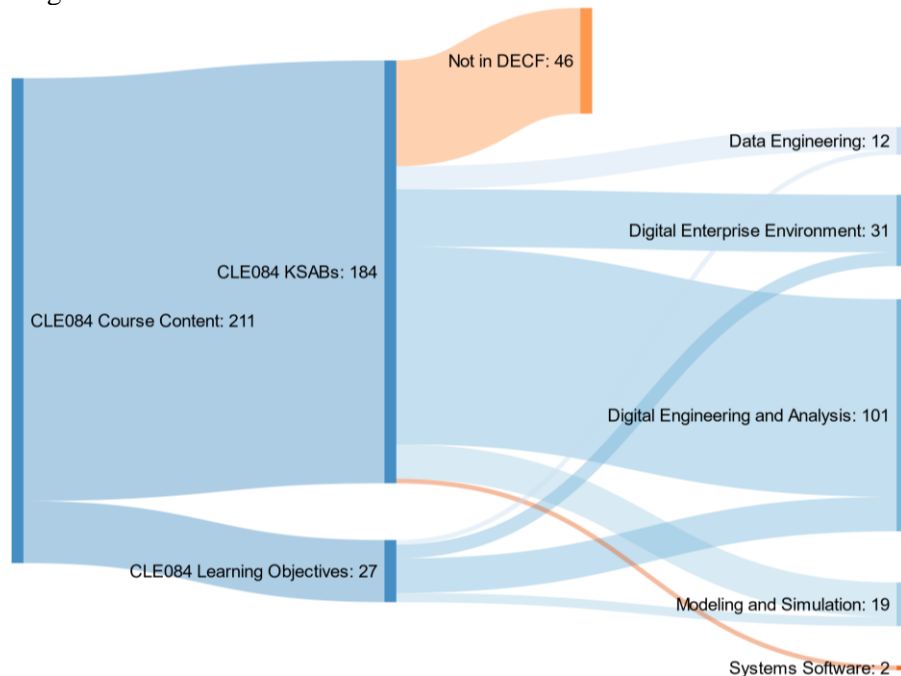 Not in DECF: 46
Data Engineering: 12
Digital Enterprise Environment: 31
CLE084 KSABs: 184
CLE084 Course Content: 211
Digital Engineering and Analysis: 101
CLE084 Learning Objectives: 27
Modeling and Simulation: 19
Systems Software: 2